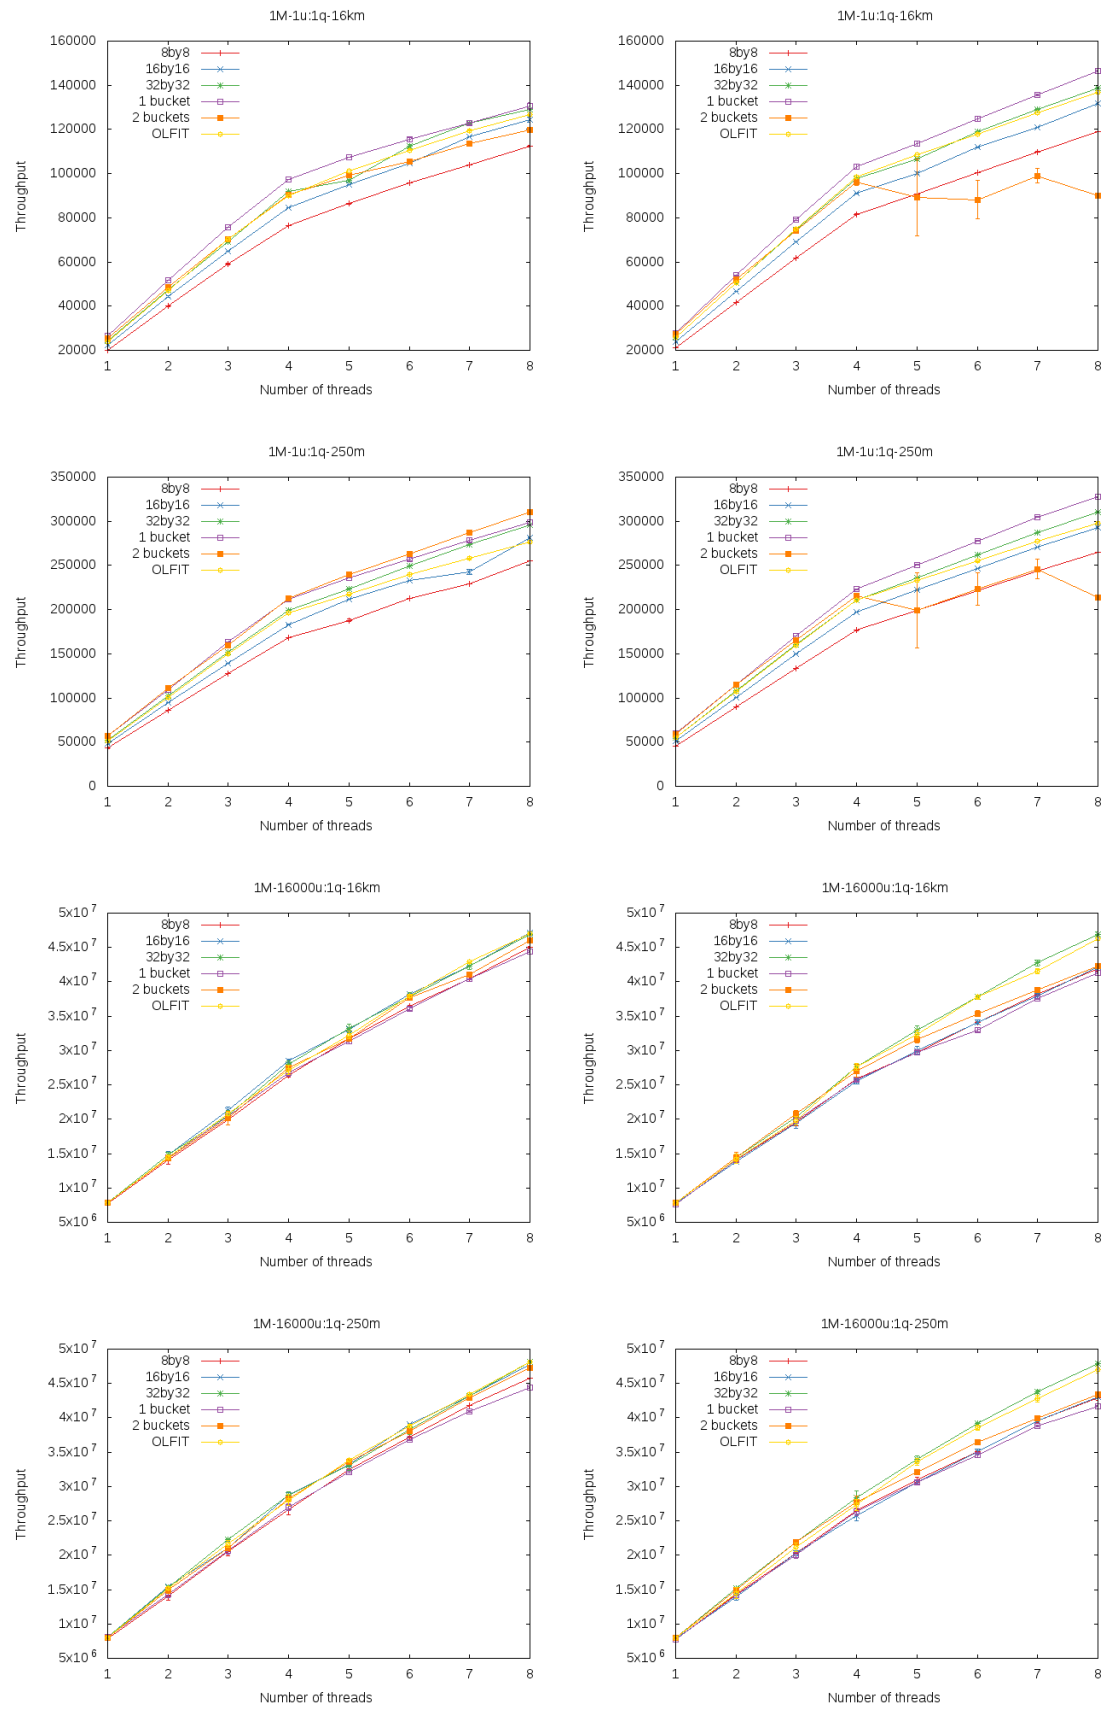 1M-1u:1q-16km
160000
140000
120000
100000
80000
60000
40000
20000
Throughput
8by8
16by16
32by32
1 bucket
2 buckets
OLFIT
1 2 3 4 5 6 7 8
Number of threads
1M-1u:1q-16km
160000
140000
120000
100000
80000
60000
40000
20000
Throughput
8by8
16by16
32by32
1 bucket
2 buckets
OLFIT
1 2 3 4 5 6 7 8
Number of threads
1M-1u:1q-250m
350000
300000
250000
200000
150000
100000
50000
0
Throughput
8by8
16by16
32by32
1 bucket
2 buckets
OLFIT
1 2 3 4 5 6 7 8
Number of threads
1M-1u:1q-250m
350000
300000
250000
200000
150000
100000
50000
0
Throughput
8by8
16by16
32by32
1 bucket
2 buckets
OLFIT
1 2 3 4 5 6 7 8
Number of threads
1M-16000u:1q-16km
5x10^7
4.5x10^7
4x10^7
3.5x10^7
3x10^7
2.5x10^7
2x10^7
1.5x10^7
1x10^7
5x10^6
Throughput
8by8
16by16
32by32
1 bucket
2 buckets
OLFIT
1 2 3 4 5 6 7 8
Number of threads
1M-16000u:1q-16km
5x10^7
4.5x10^7
4x10^7
3.5x10^7
3x10^7
2.5x10^7
2x10^7
1.5x10^7
1x10^7
5x10^6
Throughput
8by8
16by16
32by32
1 bucket
2 buckets
OLFIT
1 2 3 4 5 6 7 8
Number of threads
1M-16000u:1q-250m
5x10^7
4.5x10^7
4x10^7
3.5x10^7
3x10^7
2.5x10^7
2x10^7
1.5x10^7
1x10^7
5x10^6
Throughput
8by8
16by16
32by32
1 bucket
2 buckets
OLFIT
1 2 3 4 5 6 7 8
Number of threads
1M-16000u:1q-250m
5x10^7
4.5x10^7
4x10^7
3.5x10^7
3x10^7
2.5x10^7
2x10^7
1.5x10^7
1x10^7
5x10^6
Throughput
8by8
16by16
32by32
1 bucket
2 buckets
OLFIT
1 2 3 4 5 6 7 8
Number of threads